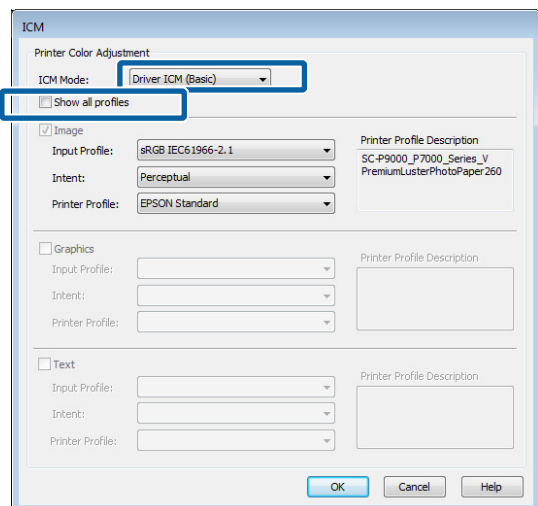 ICM
Printer Color Adjustment
ICM Mode: Driver ICM (Basic)
Show all profiles
Image
Input Profile: sRGB IEC61966-2.1
Intent: Perceptual
Printer Profile: EPSON Standard
Printer Profile Description
SC-P9000_P7000_Series_V
PremiumLusterPhotoPaper260
Graphics
Input Profile:
Intent:
Printer Profile:
Printer Profile Description
Text
Input Profile:
Intent:
Printer Profile:
Printer Profile Description
OK Cancel Help